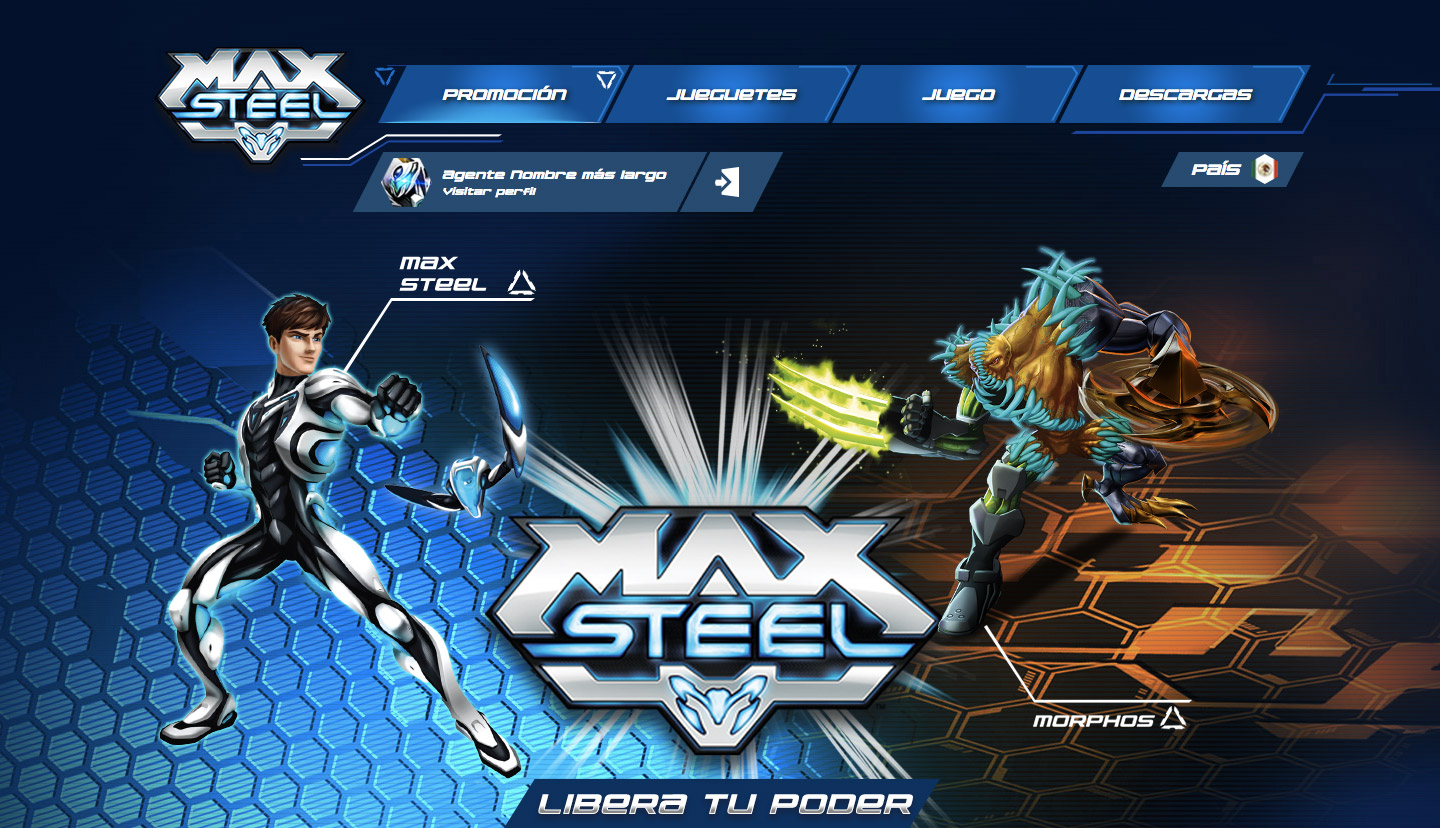 MAX
STEEL
PROMOCIÓN
JUEGUETES
JUEGO
DESCARGAS
Agente Nombre más largo
Visitar perfil
PAÍS
MAX
STEEL
MAX
STEEL
MORPHOS
LIBERA TU PODER